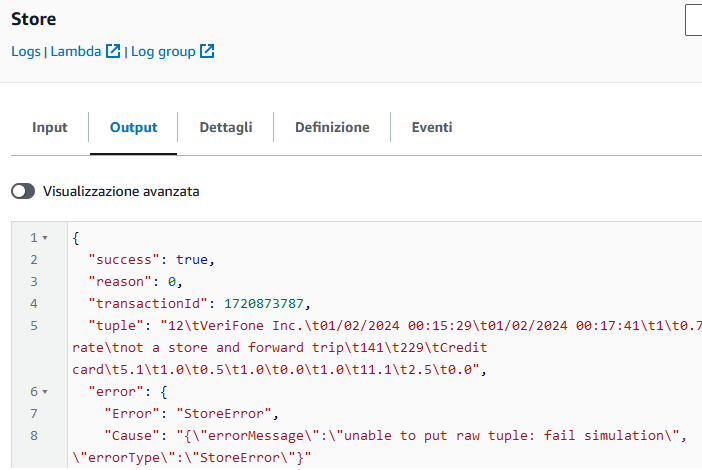 Store
Logs | Lambda | Log group
Input Output Dettagli Definizione Eventi
Visualizzazione avanzata
1 {
2 "success": true,
3 "reason": 0,
4 "transactionId": 1720873787,
5 "tuple": "12\tVeriFone Inc.\t01/02/2024 00:15:29\t01/02/2024 00:17:41\t1\t0.7
rate\tnot a store and forward trip\t141\t229\tCredit
card\t5.1\t1.0\t0.5\t1.0\t0.0\t1.0\t11.1\t2.5\t0.0",
6 "error": {
7 "Error": "StoreError",
8 "Cause": "{\"errorMessage\":\"unable to put raw tuple: fail simulation\",
\"errorType\":\"StoreError\"}"